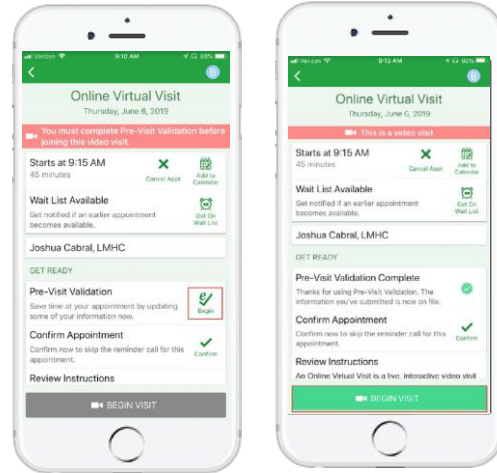 Verizon
9:10 AM
88%
B
Online Virtual Visit
Thursday, June 6, 2019
You must complete Pre-Visit Validation before
joining this video visit.
Starts at 9:15 AM
45 minutes
Cancel Appt
Add to
Calendar
Wait List Available
Get notified if an earlier appointment
becomes available.
Get On
Wait List
Joshua Cabral, LMHC
GET READY
Pre-Visit Validation
Save time at your appointment by updating
some of your information now.
Begin
Confirm Appointment
Confirm now to skip the reminder call for this
appointment.
Confirm
Review Instructions
BEGIN VISIT
Verizon
AM
B
Online Virtual Visit
Thursday, June 6, 2019
This is a video visit
Starts at 9:15 AM
45 minutes
Cancel Appt
Add to
Calendar
Wait List Available
Get notified if an earlier appointment
becomes available.
Get On
Wait List
Joshua Cabral, LMHC
GET READY
Pre-Visit Validation Complete
Thanks for using Pre-Visit Validation. The
information you've submitted is now on file.
Confirm Appointment
Confirm now to skip the reminder call for this
appointment.
Confirm
Review Instructions
An Online Virtual Visit is a live, interactive video visit
BEGIN VISIT